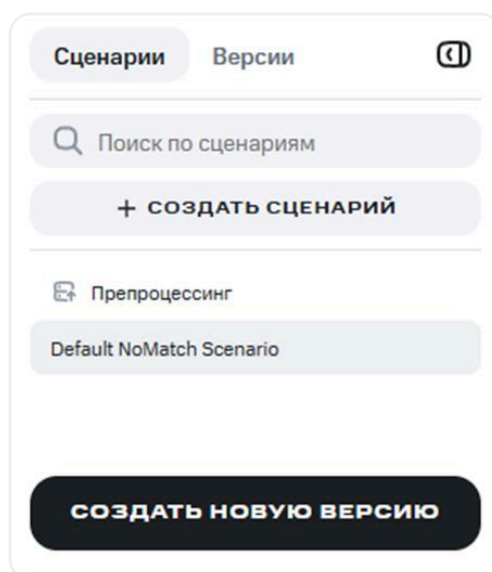 Сценарии Версии
Поиск по сценариям
+ СОЗДАТЬ СЦЕНАРИЙ
Препроцессинг
Default NoMatch Scenario
СОЗДАТЬ НОВУЮ ВЕРСИЮ